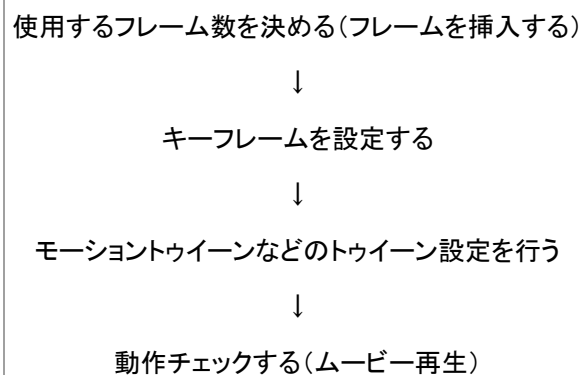 使用するフレーム数を決める(フレームを挿入する)
↓
キーフレームを設定する
↓
モーショントゥイーンなどのトゥイーン設定を行う
↓
動作チェックする(ムービー再生)